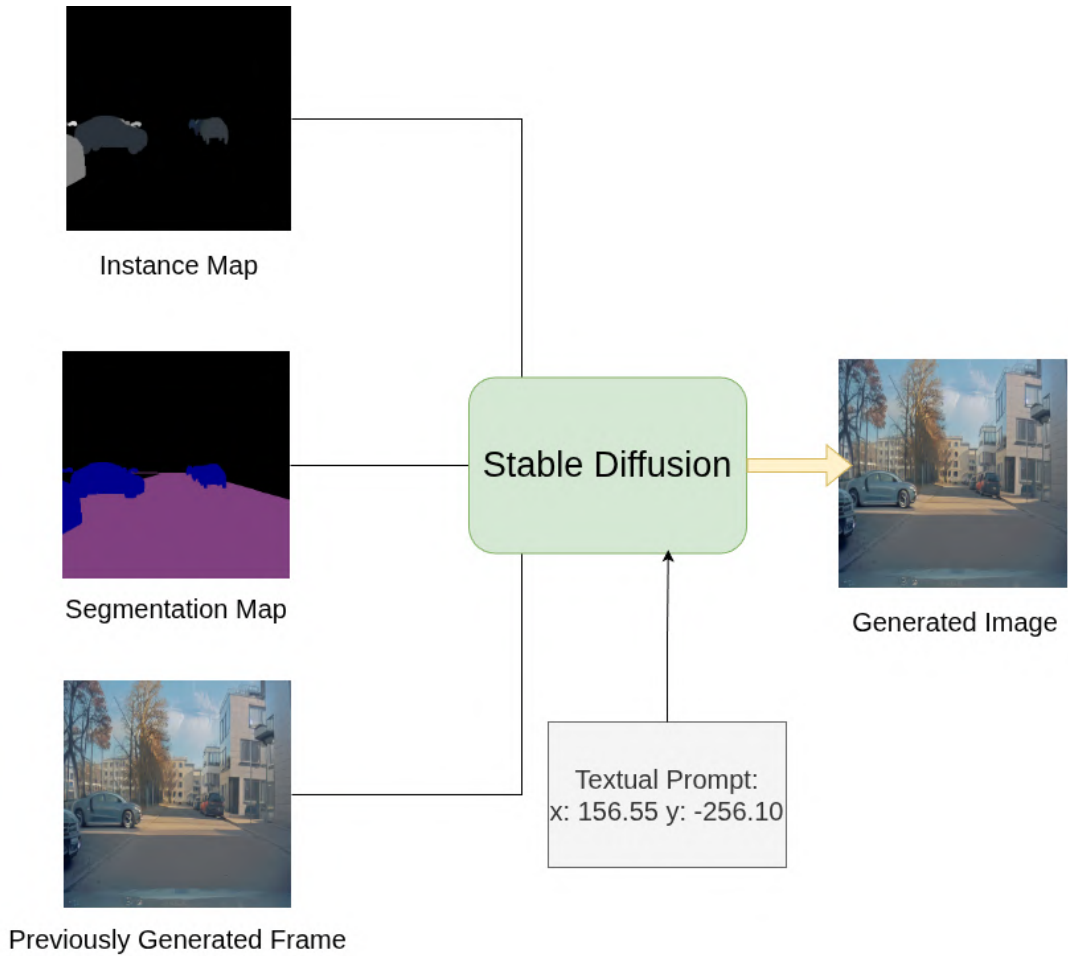 Instance Map
Segmentation Map
Previously Generated Frame
Stable Diffusion
Textual Prompt:
x: 156.55 y: -256.10
Generated Image